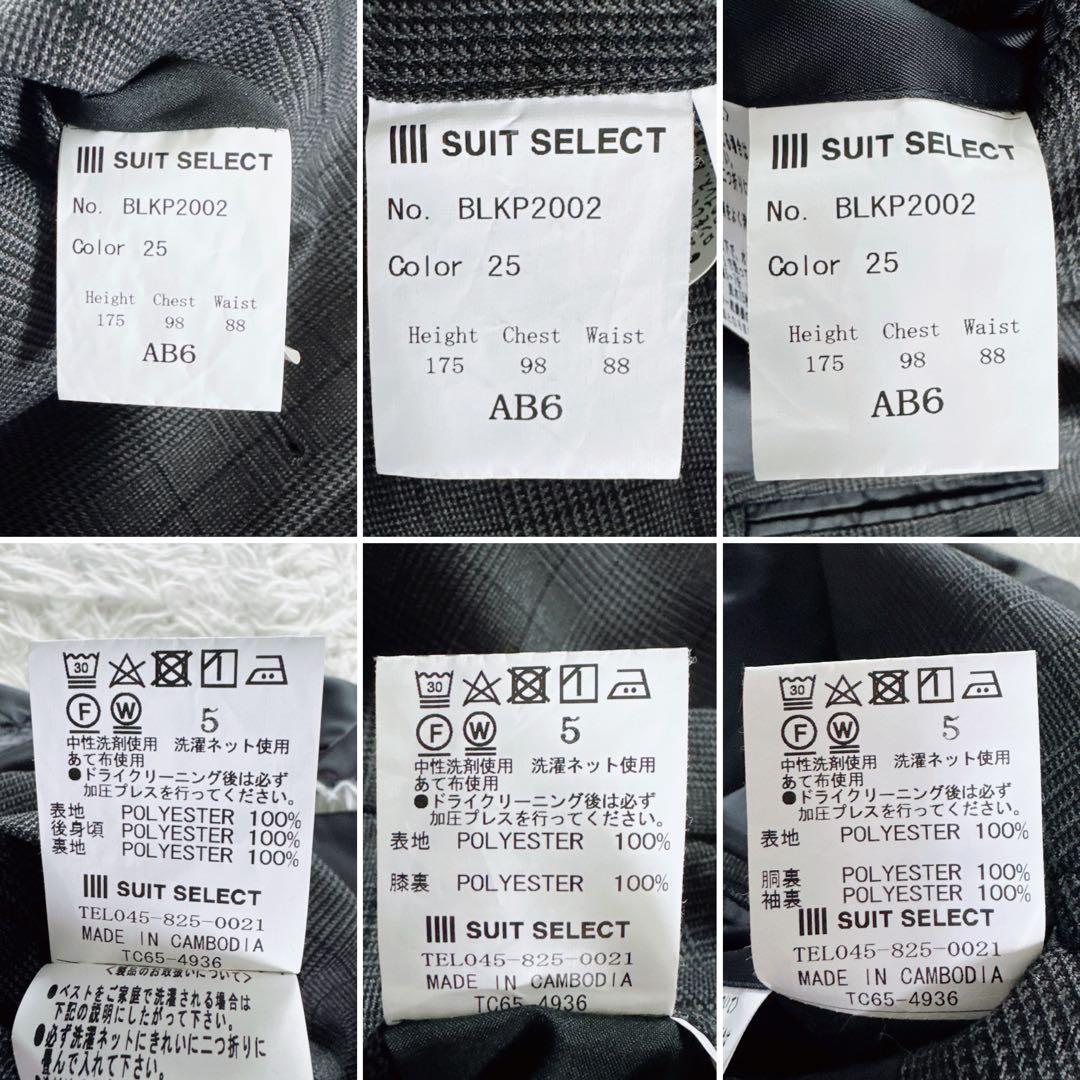 SUIT SELECT
No. BLKP2002
Color 25
Height Chest Waist
175 98 88
AB6
SUIT SELECT
No. BLKP2002
Color 25
Height Chest Waist
175 98 88
AB6
SUIT SELECT
No. BLKP2002
Color 25
Height Chest Waist
175 98 88
AB6
30
F W 5
中性洗剤使用 洗濯ネット使用
あて布使用
●ドライクリーニング後は必ず
加圧プレスを行ってください。
表地 POLYESTER 100%
後身頃 POLYESTER 100%
裏地 POLYESTER 100%
SUIT SELECT
TEL045-825-0021
MADE IN CAMBODIA
TC65-4936
<製品のお取扱いについて>
●ベストをご家庭で洗濯される場合は
下記の説明にしたがって下さい。
●必ず洗濯ネットにきれいに二つ折りに
畳んで入れて下さい。
30
F W 5
中性洗剤使用 洗濯ネット使用
あて布使用
●ドライクリーニング後は必ず
加圧プレスを行ってください。
表地 POLYESTER 100%
膝裏 POLYESTER 100%
SUIT SELECT
TEL045-825-0021
MADE IN CAMBODIA
TC65-4936
30
F W 5
中性洗剤使用 洗濯ネット使用
あて布使用
●ドライクリーニング後は必ず
加圧プレスを行ってください。
表地 POLYESTER 100%
胴裏 POLYESTER 100%
袖裏 POLYESTER 100%
SUIT SELECT
TEL045-825-0021
MADE IN CAMBODIA
TC65-4936